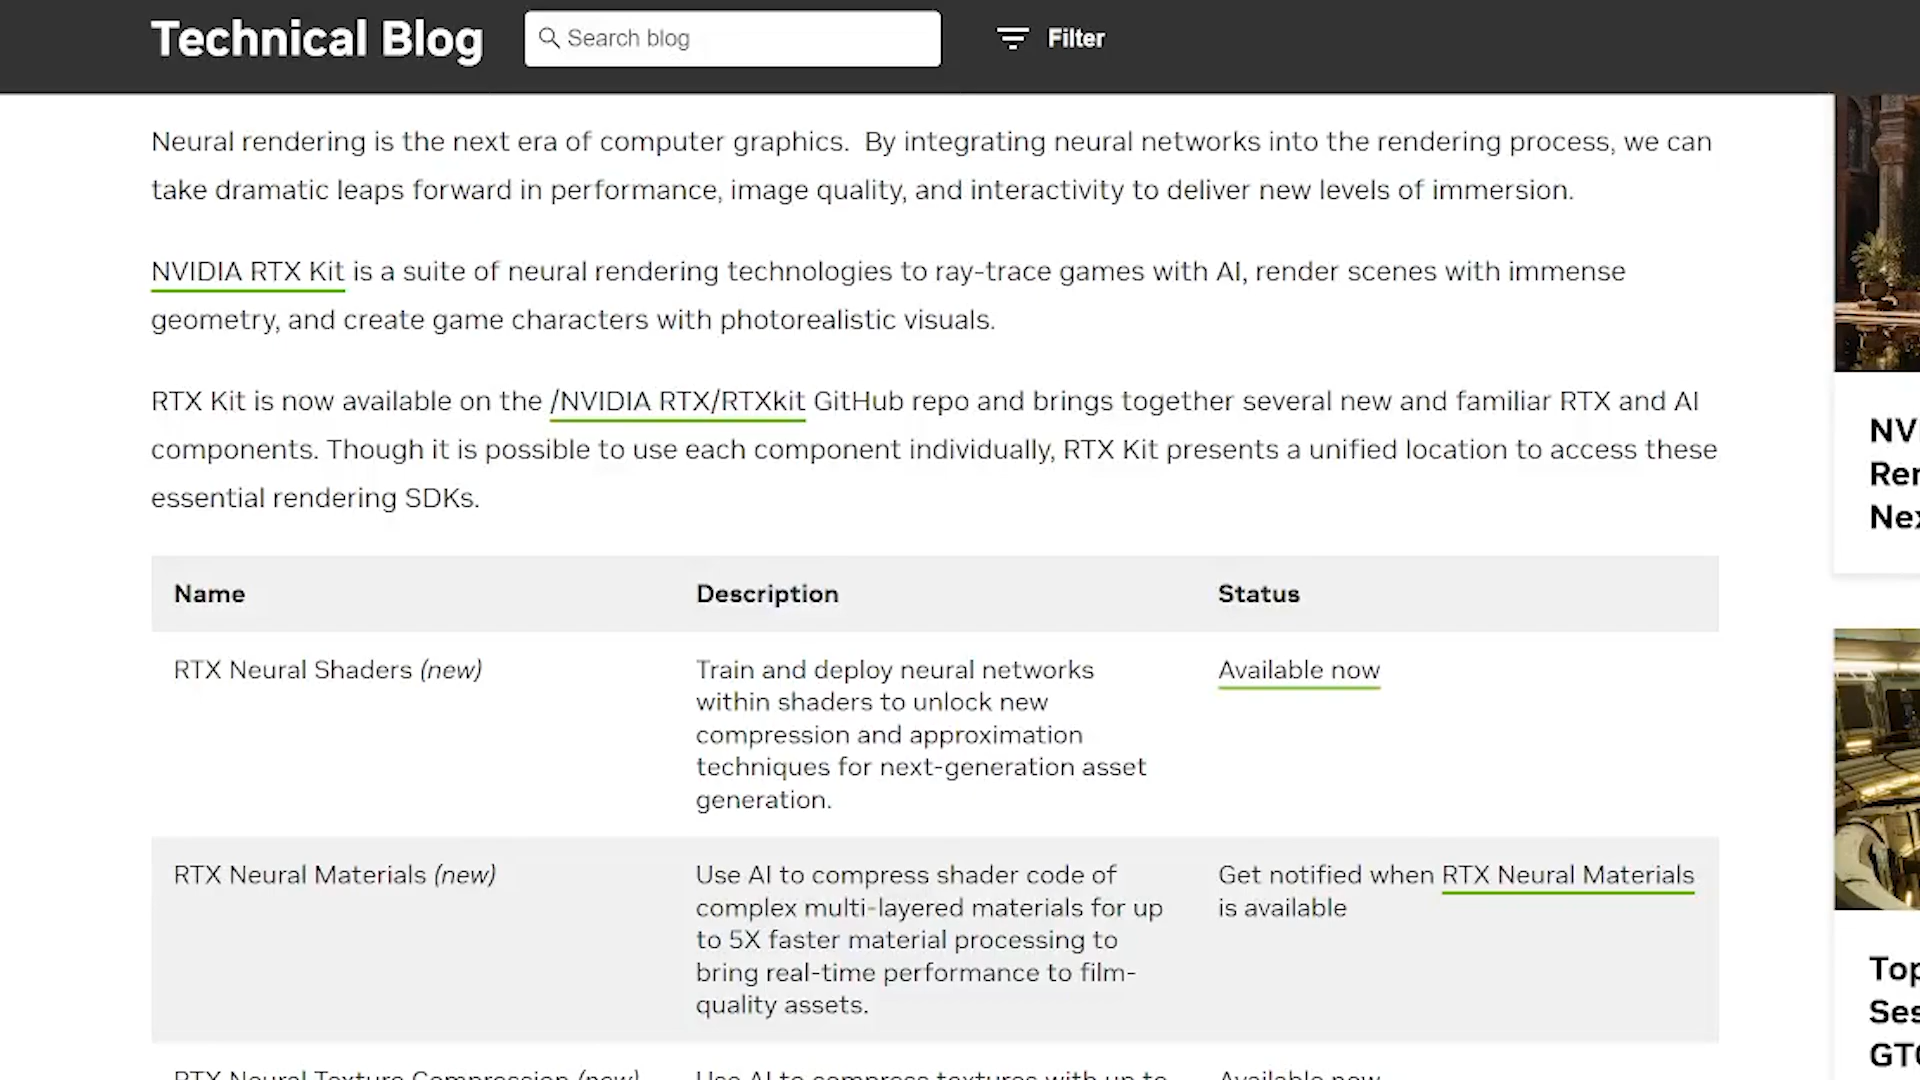 Technical Blog
Search blog
Filter
Neural rendering is the next era of computer graphics. By integrating neural networks into the rendering process, we can
take dramatic leaps forward in performance, image quality, and interactivity to deliver new levels of immersion.
NVIDIA RTX Kit is a suite of neural rendering technologies to ray-trace games with AI, render scenes with immense
geometry, and create game characters with photorealistic visuals.
RTX Kit is now available on the /NVIDIA RTX/RTXkit GitHub repo and brings together several new and familiar RTX and AI
components. Though it is possible to use each component individually, RTX Kit presents a unified location to access these
essential rendering SDKs.
Name
Description
Status
RTX Neural Shaders (new)
Train and deploy neural networks
within shaders to unlock new
compression and approximation
techniques for next-generation asset
generation.
Available now
RTX Neural Materials (new)
Use AI to compress shader code of
complex multi-layered materials for up
to 5X faster material processing to
bring real-time performance to film-
quality assets.
Get notified when RTX Neural Materials
is available
RTX Neural Texture Compression (new)
Use AI to compress textures with up to
Available now